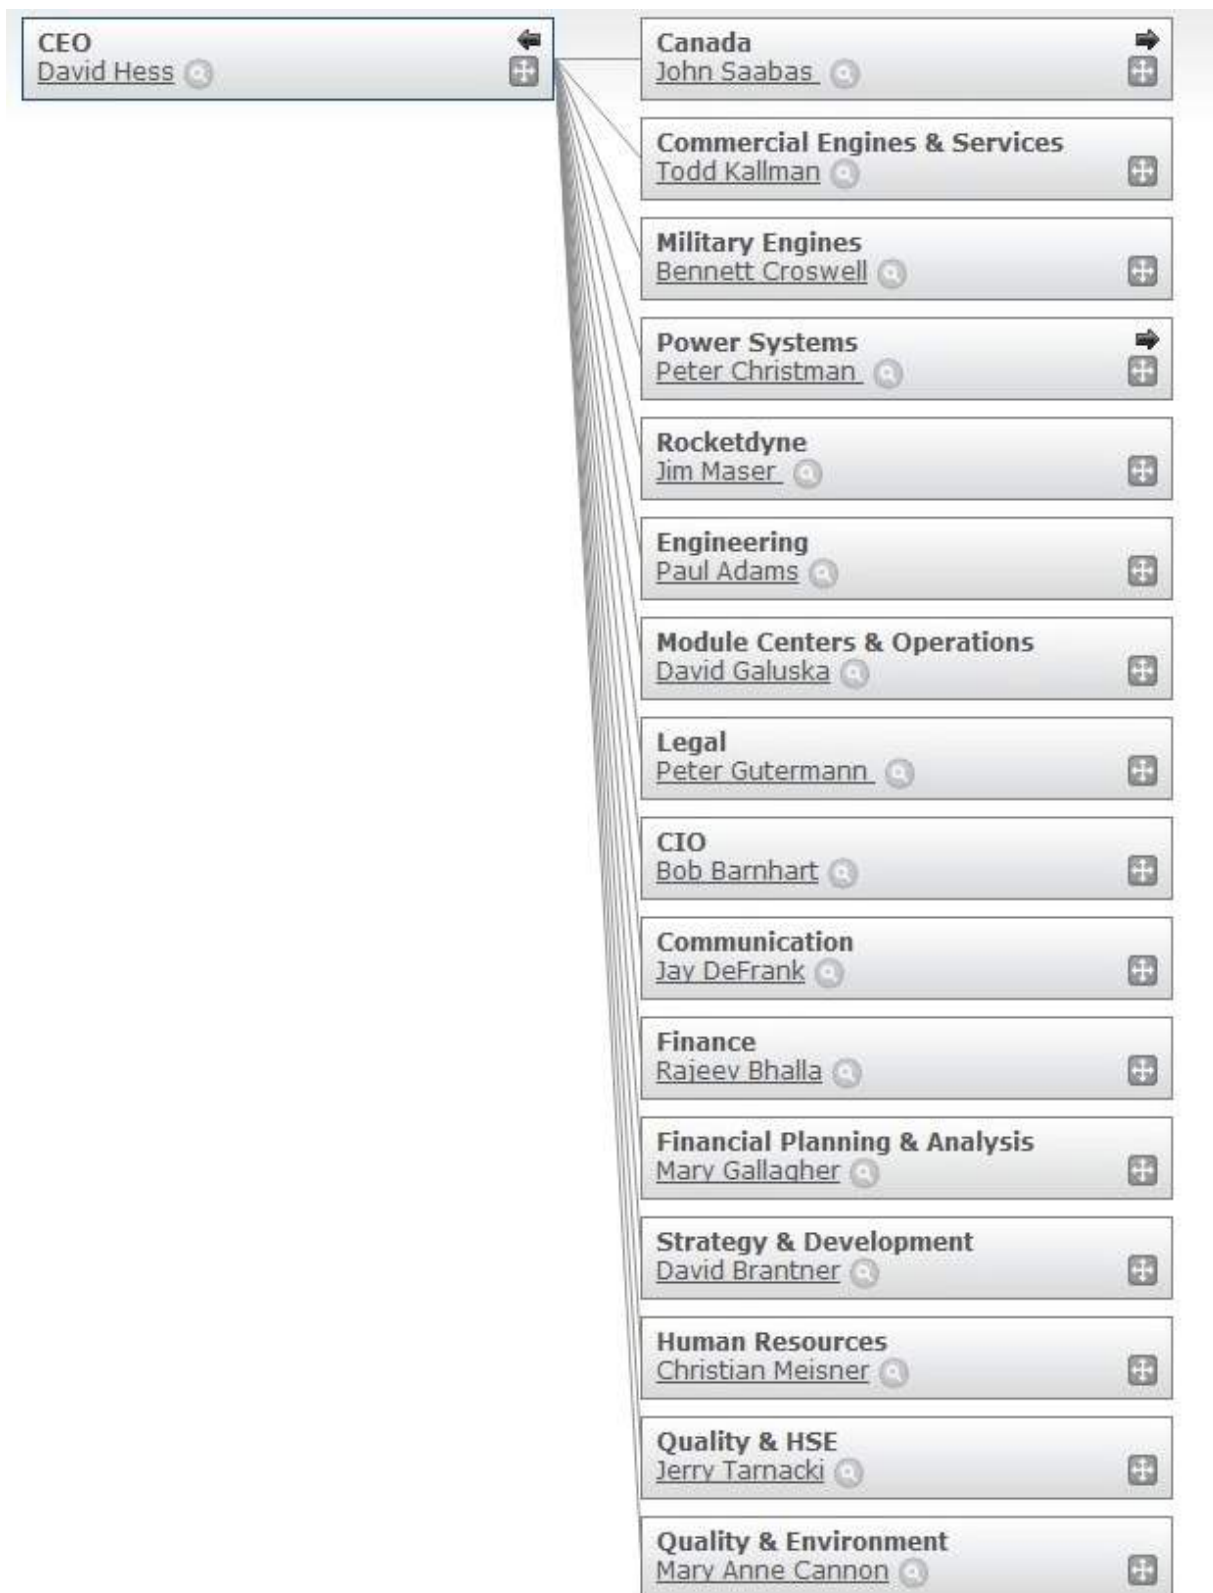 CEO
David Hess
Canada
John Saabas
Commercial Engines & Services
Todd Kallman
Military Engines
Bennett Croswell
Power Systems
Peter Christman
Rocketdyne
Jim Maser
Engineering
Paul Adams
Module Centers & Operations
David Galuska
Legal
Peter Gutermann
CIO
Bob Barnhart
Communication
Jay DeFrank
Finance
Rajeev Bhalla
Financial Planning & Analysis
Mary Gallagher
Strategy & Development
David Brantner
Human Resources
Christian Meisner
Quality & HSE
Jerry Tarnacki
Quality & Environment
Mary Anne Cannon